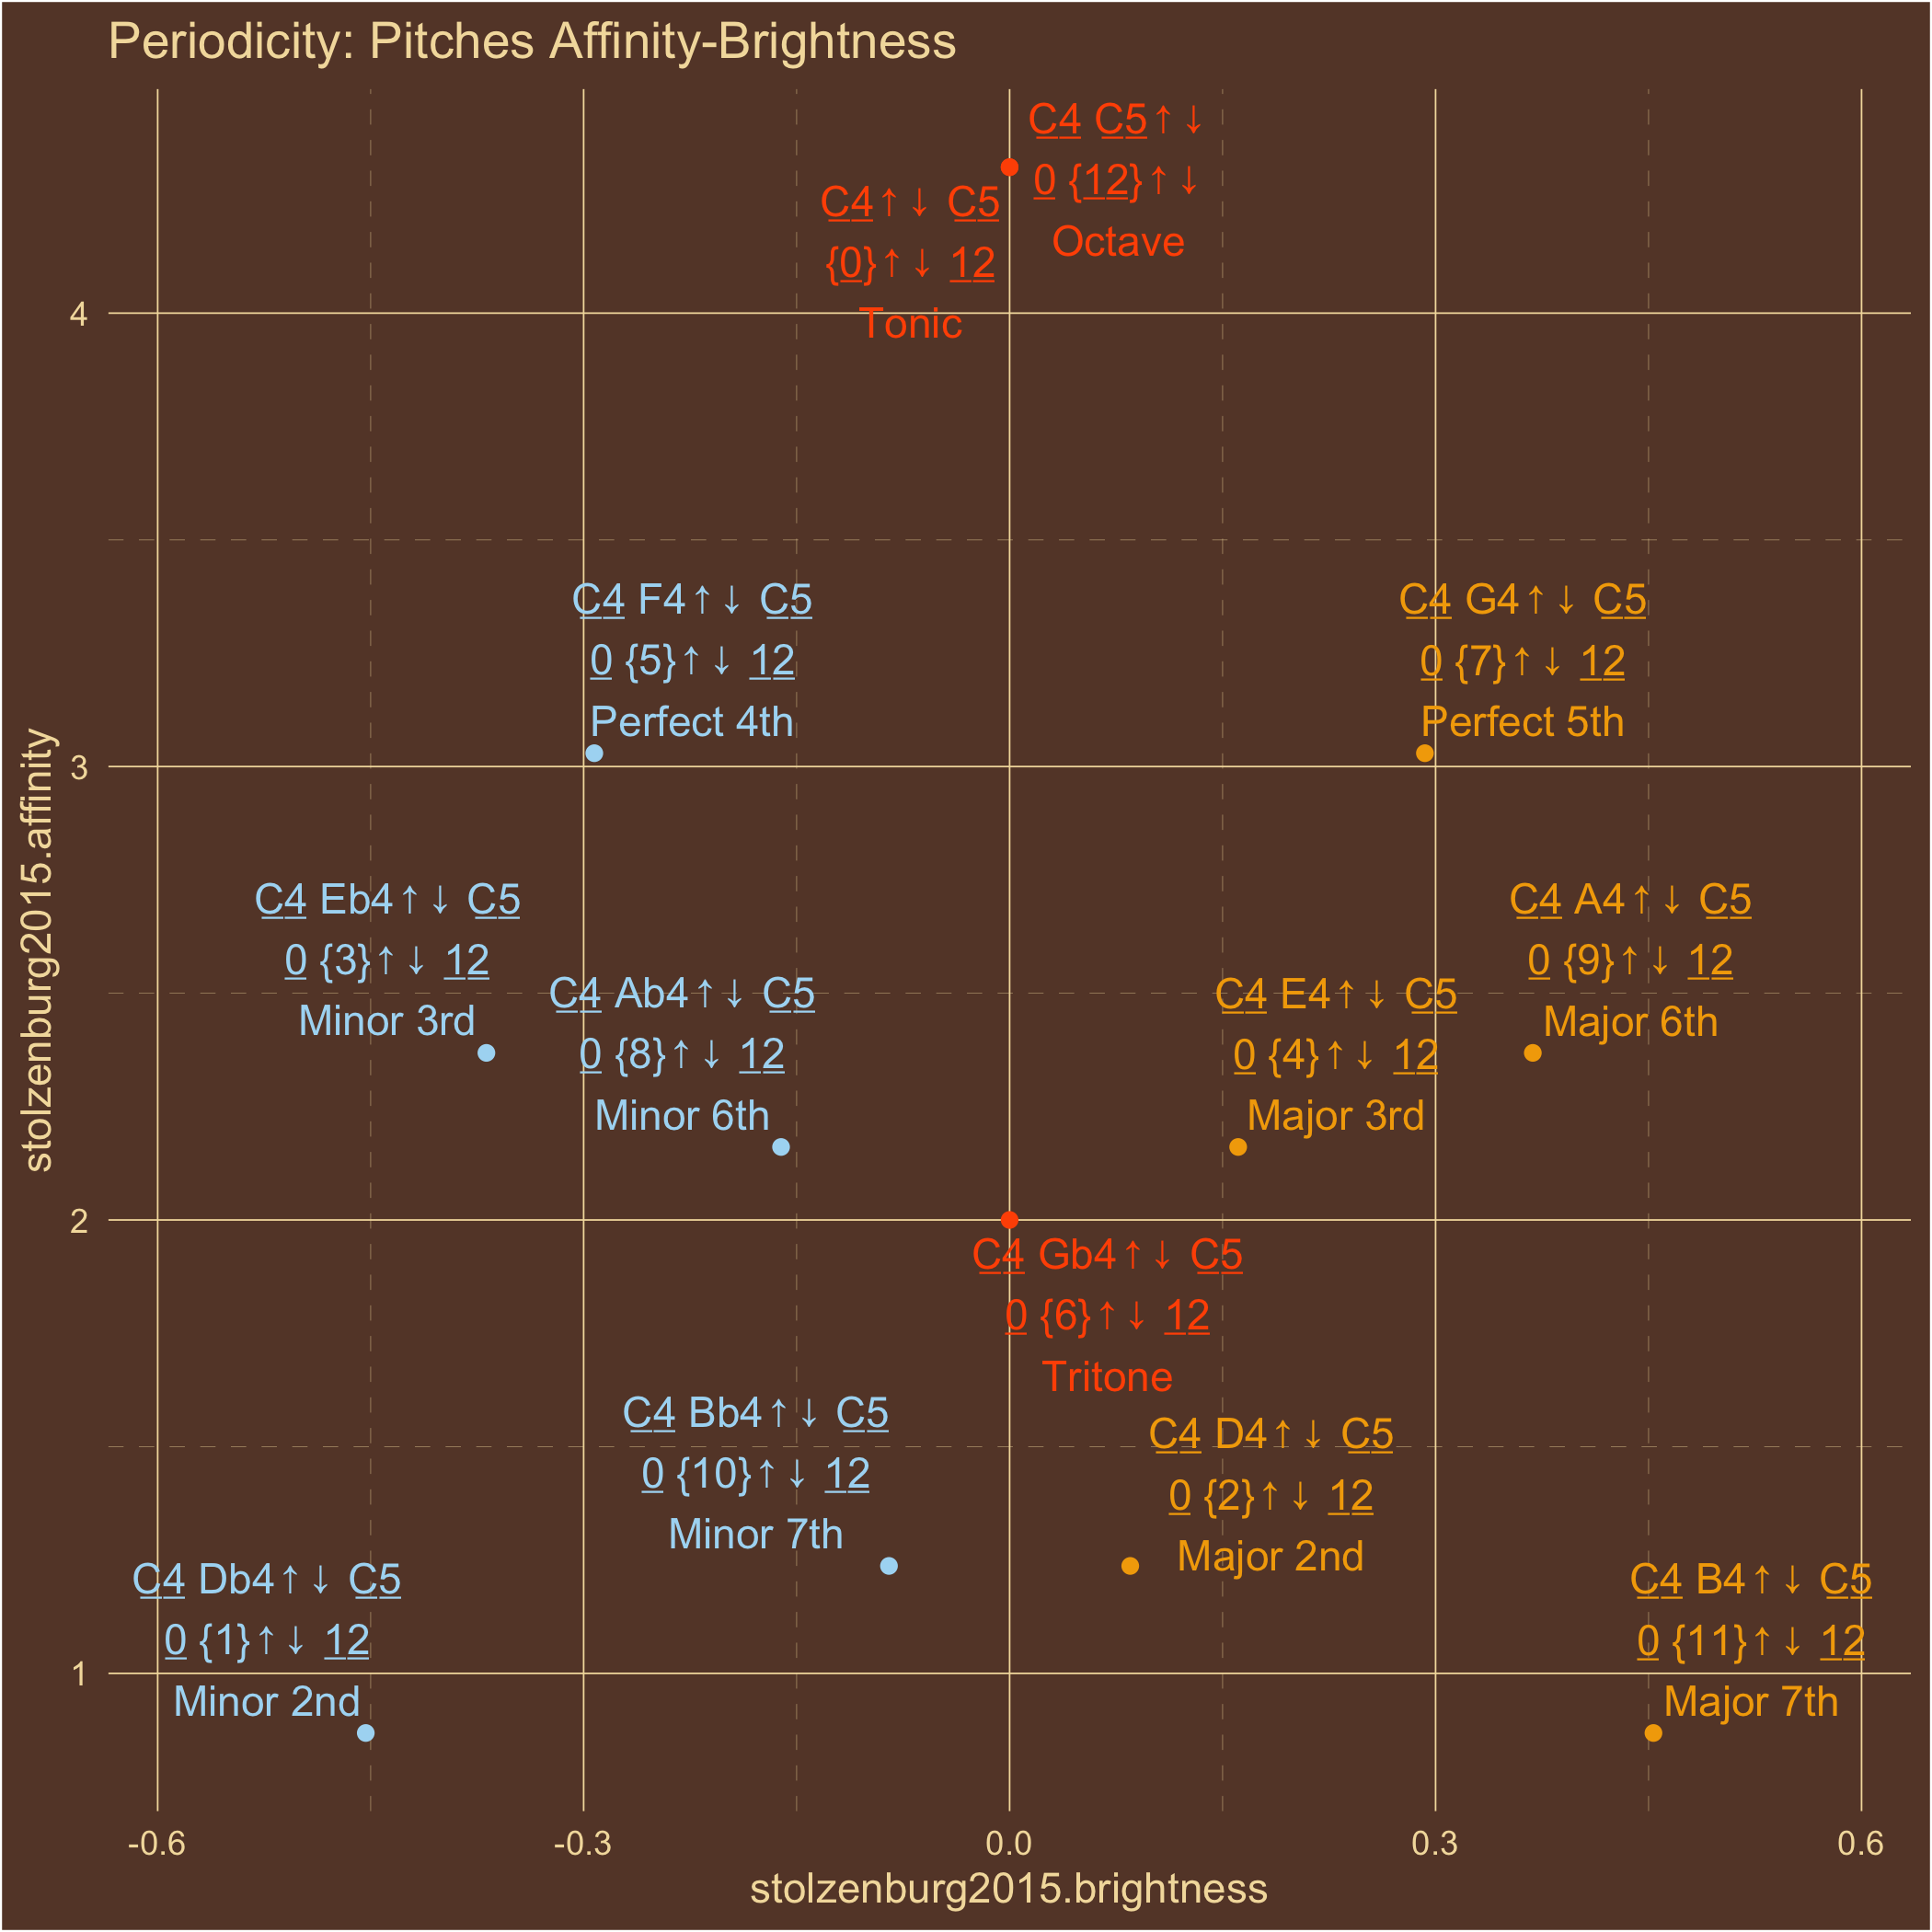 Periodicity: Pitches Affinity-Brightness
C4 C5↑↓
0 {12}↑↓
Octave
C4↑↓ C5
{0}↑↓ 12
Tonic
4
C4 F4↑↓ C5
0 {5}↑↓ 12
Perfect 4th
C4 G4↑↓ C5
0 {7}↑↓ 12
Perfect 5th
3
C4 Eb4↑↓ C5
0 {3}↑↓ 12
Minor 3rd
C4 Ab4↑↓ C5
0 {8}↑↓ 12
Minor 6th
C4 E4↑↓ C5
0 {4}↑↓ 12
Major 3rd
C4 A4↑↓ C5
0 {9}↑↓ 12
Major 6th
2
C4 Gb4↑↓ C5
0 {6}↑↓ 12
Tritone
C4 Bb4↑↓ C5
0 {10}↑↓ 12
Minor 7th
C4 D4↑↓ C5
0 {2}↑↓ 12
Major 2nd
C4 Db4↑↓ C5
0 {1}↑↓ 12
Minor 2nd
C4 B4↑↓ C5
0 {11}↑↓ 12
Major 7th
1
-0.6 -0.3 0.0 0.3 0.6
stolzenburg2015.brightness
stolzenburg2015.affinity